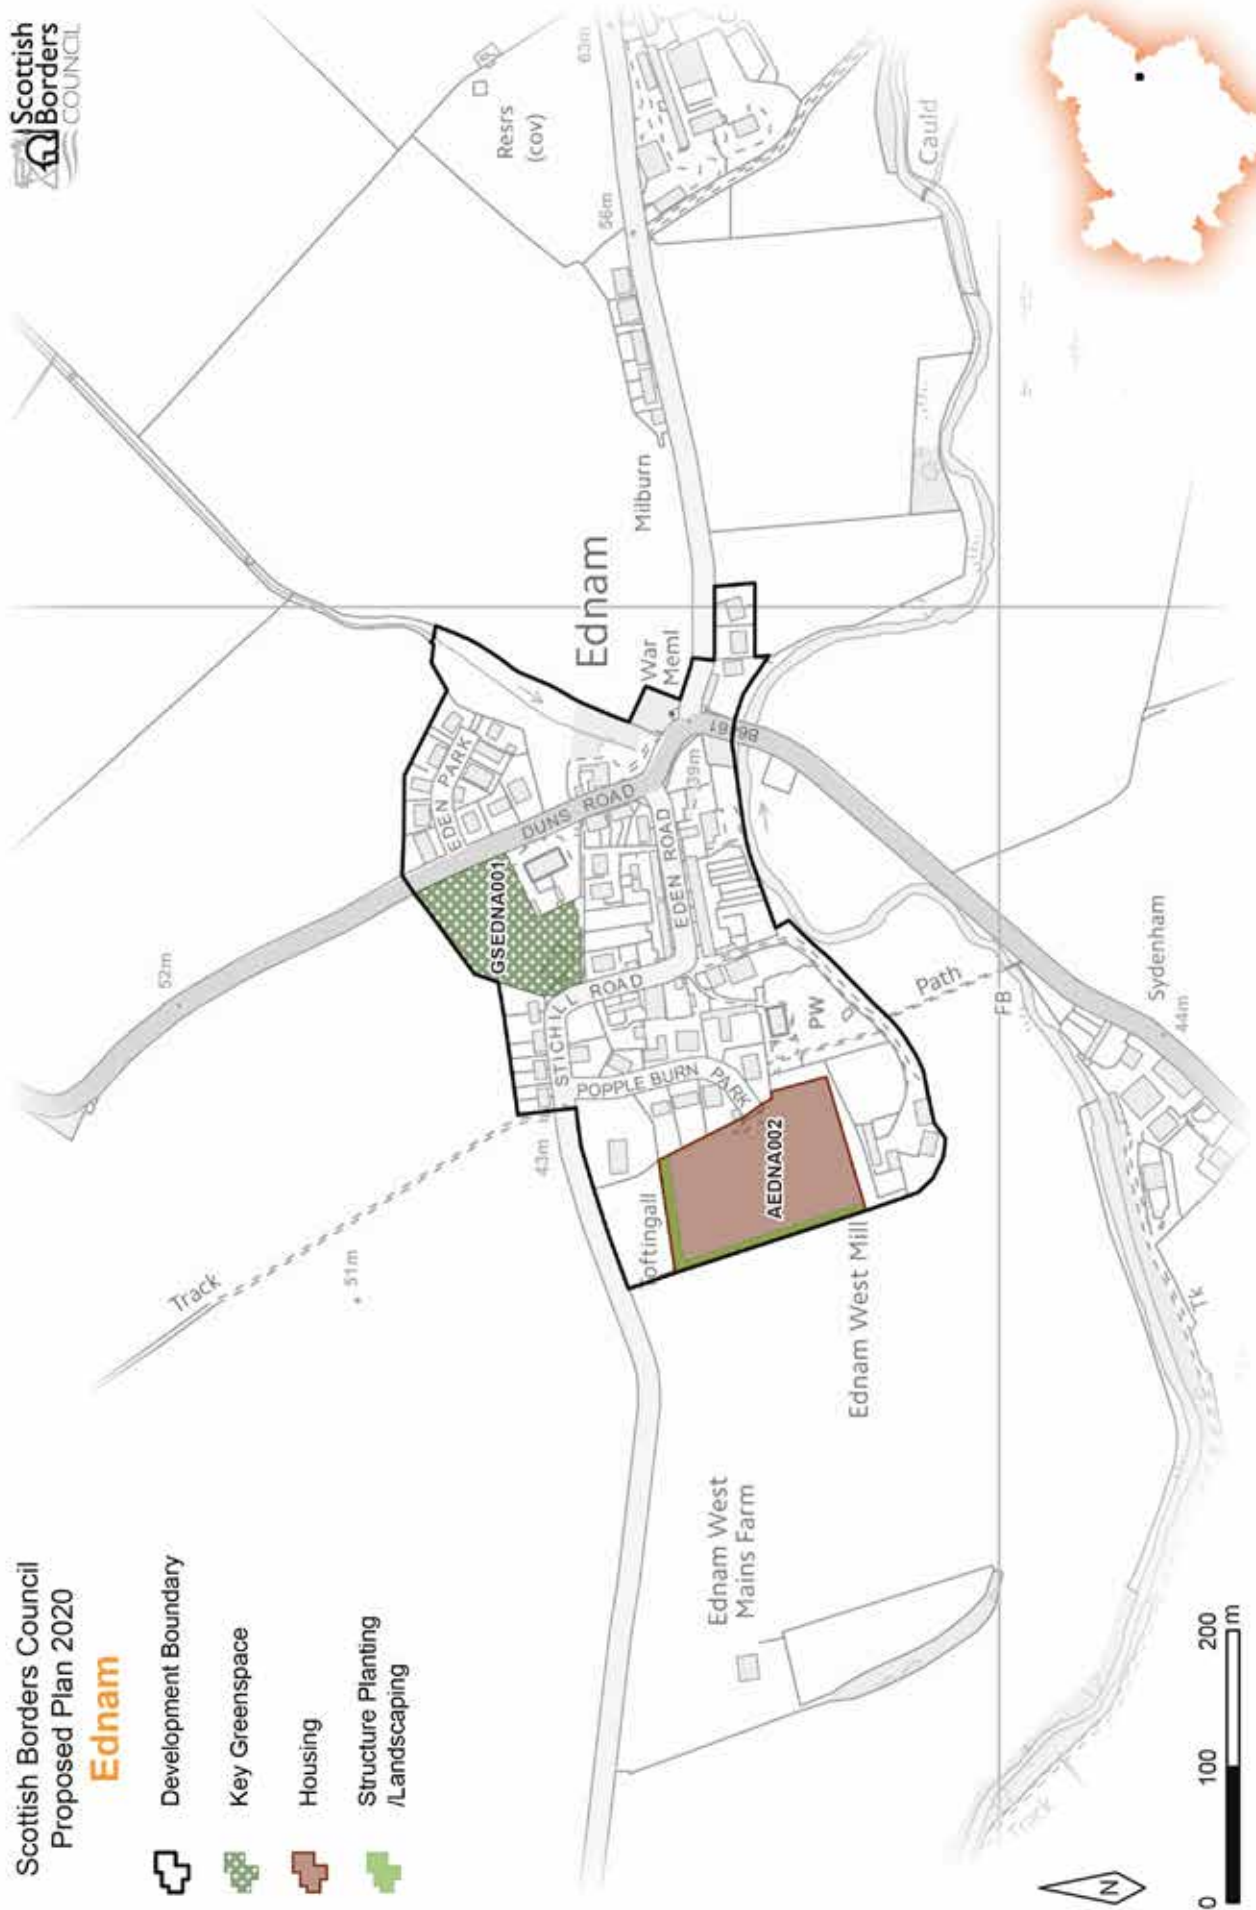 Scottish Borders Council
Proposed Plan 2020
Ednam
Development Boundary
Key Greenspace
Housing
Structure Planting
/Landscaping
Scottish
Borders
COUNCIL
Track
51m
52m
43m
63m
56m
Resrs
(cov)
EDEN PARK
DUNS ROAD
GSEDNA001
STICHILL ROAD
EDEN ROAD
POPPLE BURN PARK
39m
Ednam
War
Meml
Milburn
Cauld
oftingall
AEDNA002
PW
Path
FB
Ednam West Mill
Ednam West
Mains Farm
Sydenham
44m
Tk
Track
N
0 100 200
m